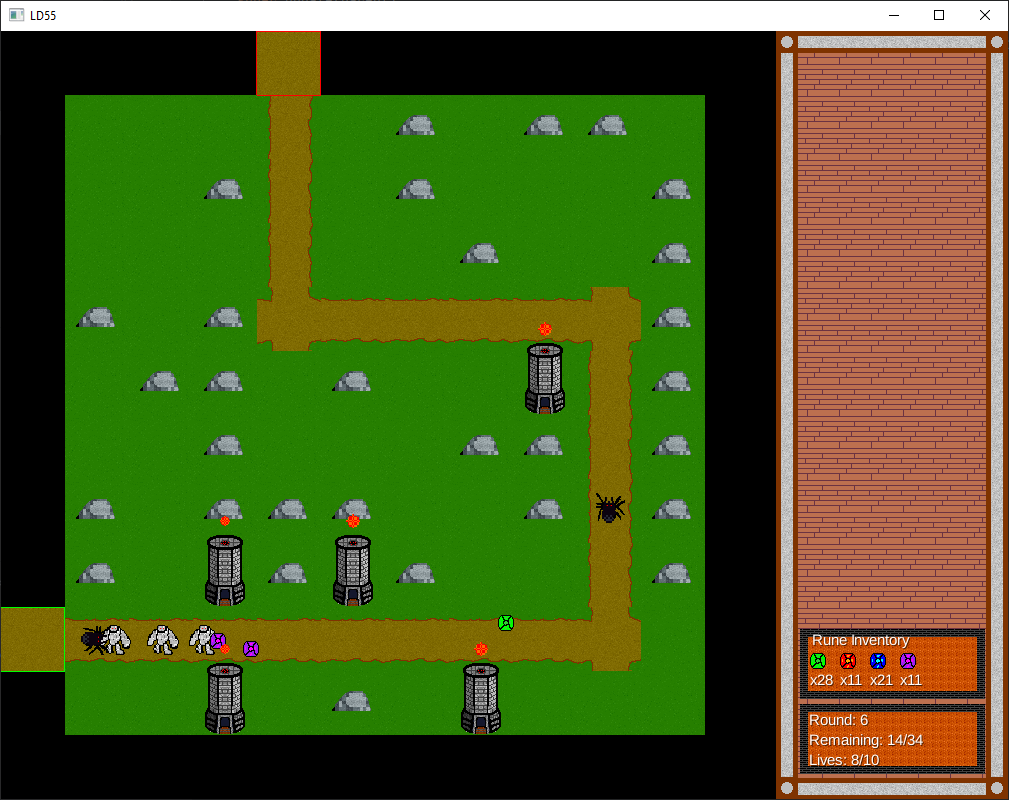 LD55
Rune Inventory
x28 x11 x21 x11
Round: 6
Remaining: 14/34
Lives: 8/10